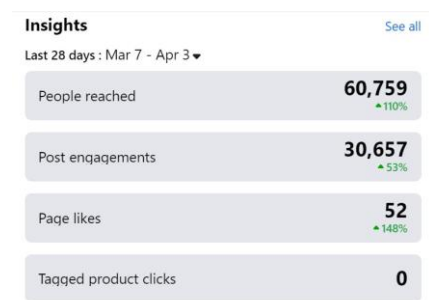 Insights
See all
Last 28 days : Mar 7 - Apr 3
People reached
60,759
110%
Post engagements
30,657
53%
Page likes
52
148%
Tagged product clicks
0